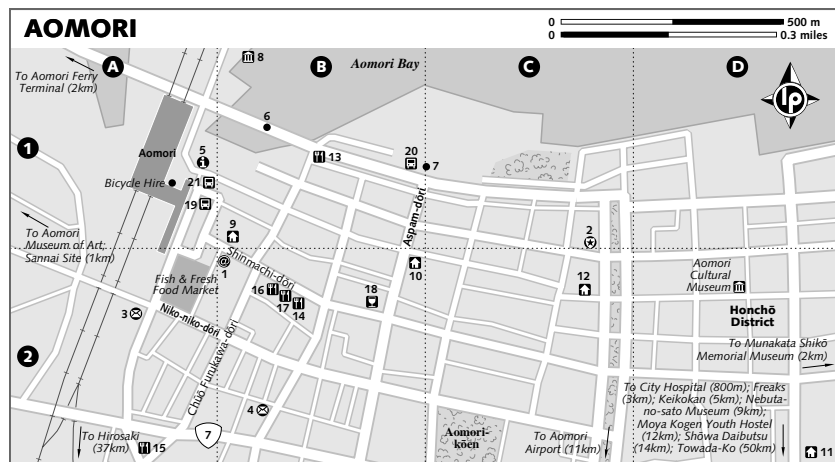 AOMORI
0 500 m
0 0.3 miles
A
B
C
D
To Aomori Ferry
Terminal (2km)
8
Aomori Bay
lp
6
1
Aomori
5
13
20
7
Bicycle Hire
21
19
Aspam-dōri
9
2
To Aomori
Museum of Art;
Sannai Site (1km)
Shinmachi-dōri
1
10
12
Aomori
Cultural
Museum
Fish & Fresh
Food Market
16
17
14
18
Honchō
District
3
Niko-niko-dōri
To Munakata Shikō
Memorial Museum (2km)
2
Chūō Furukawa-dōri
4
To City Hospital (800m); Freaks
(3km); Keikokan (5km); Nebuta-
no-sato Museum (9km);
Moya Kogen Youth Hostel
(12km); Shōwa Daibutsu
(14km); Towada-Ko (50km)
To Hirosaki
(37km)
15
7
Aomori-
kōen
To Aomori
Airport (11km)
11